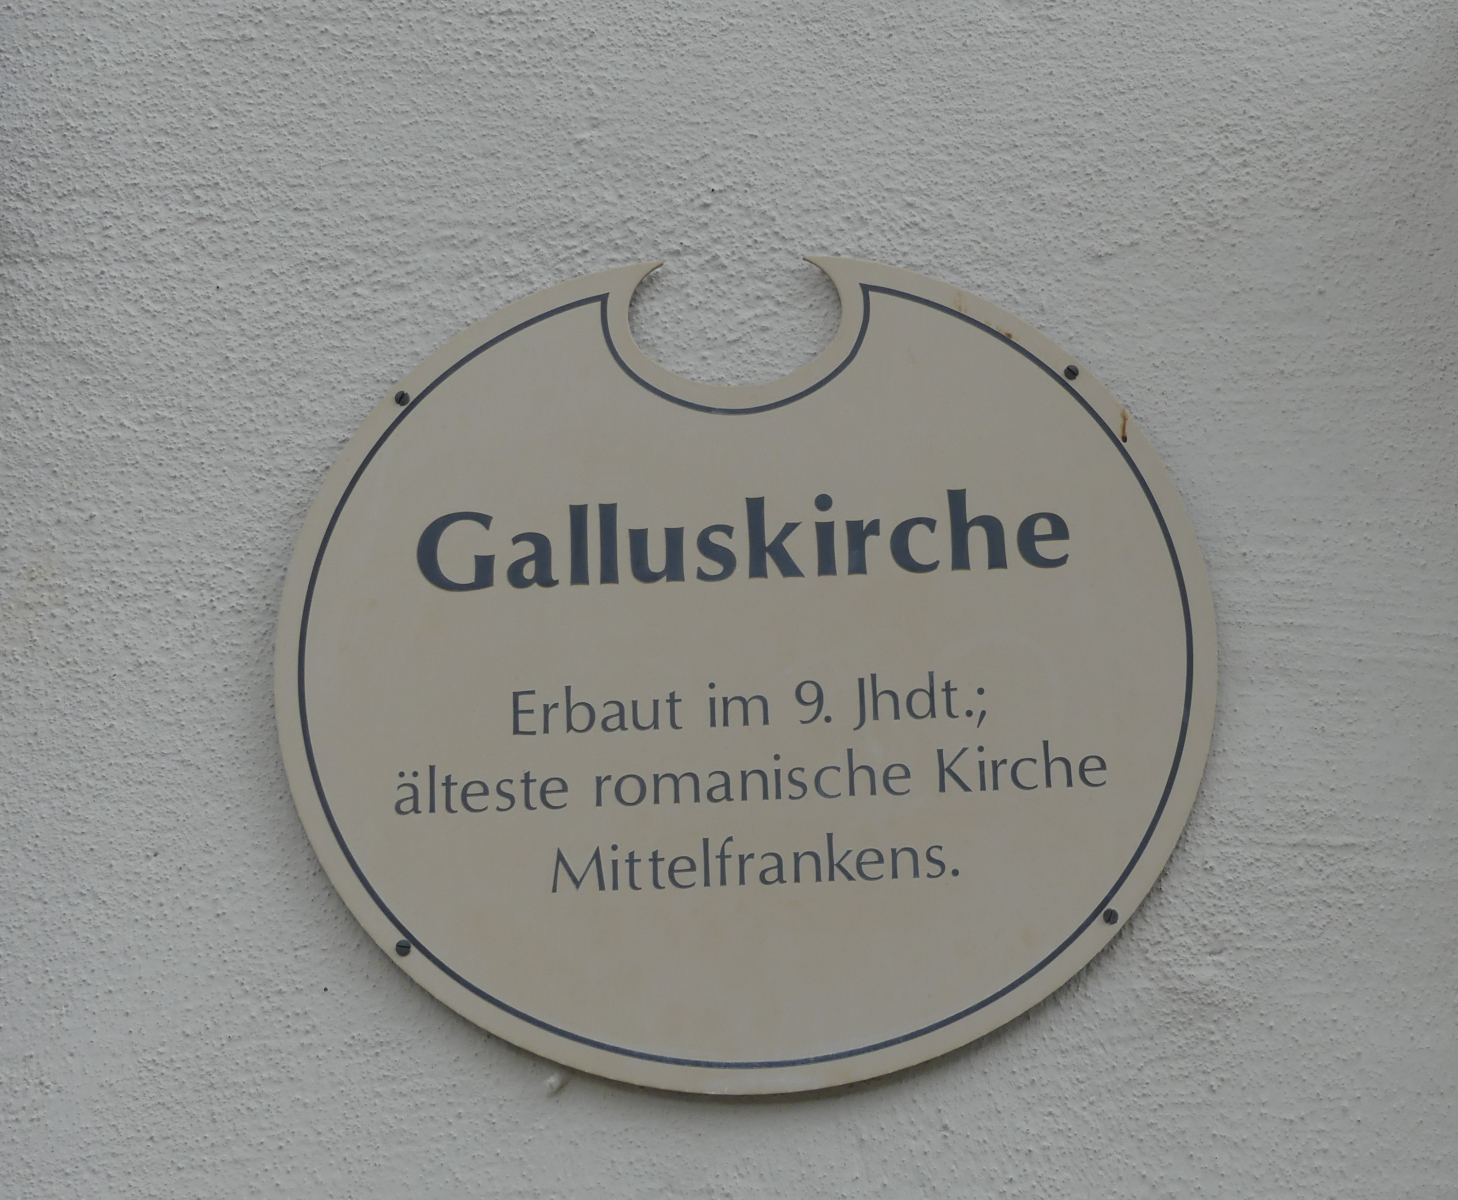 Galluskirche
Erbaut im 9. Jhdt.;
älteste romanische Kirche
Mittelfrankens.